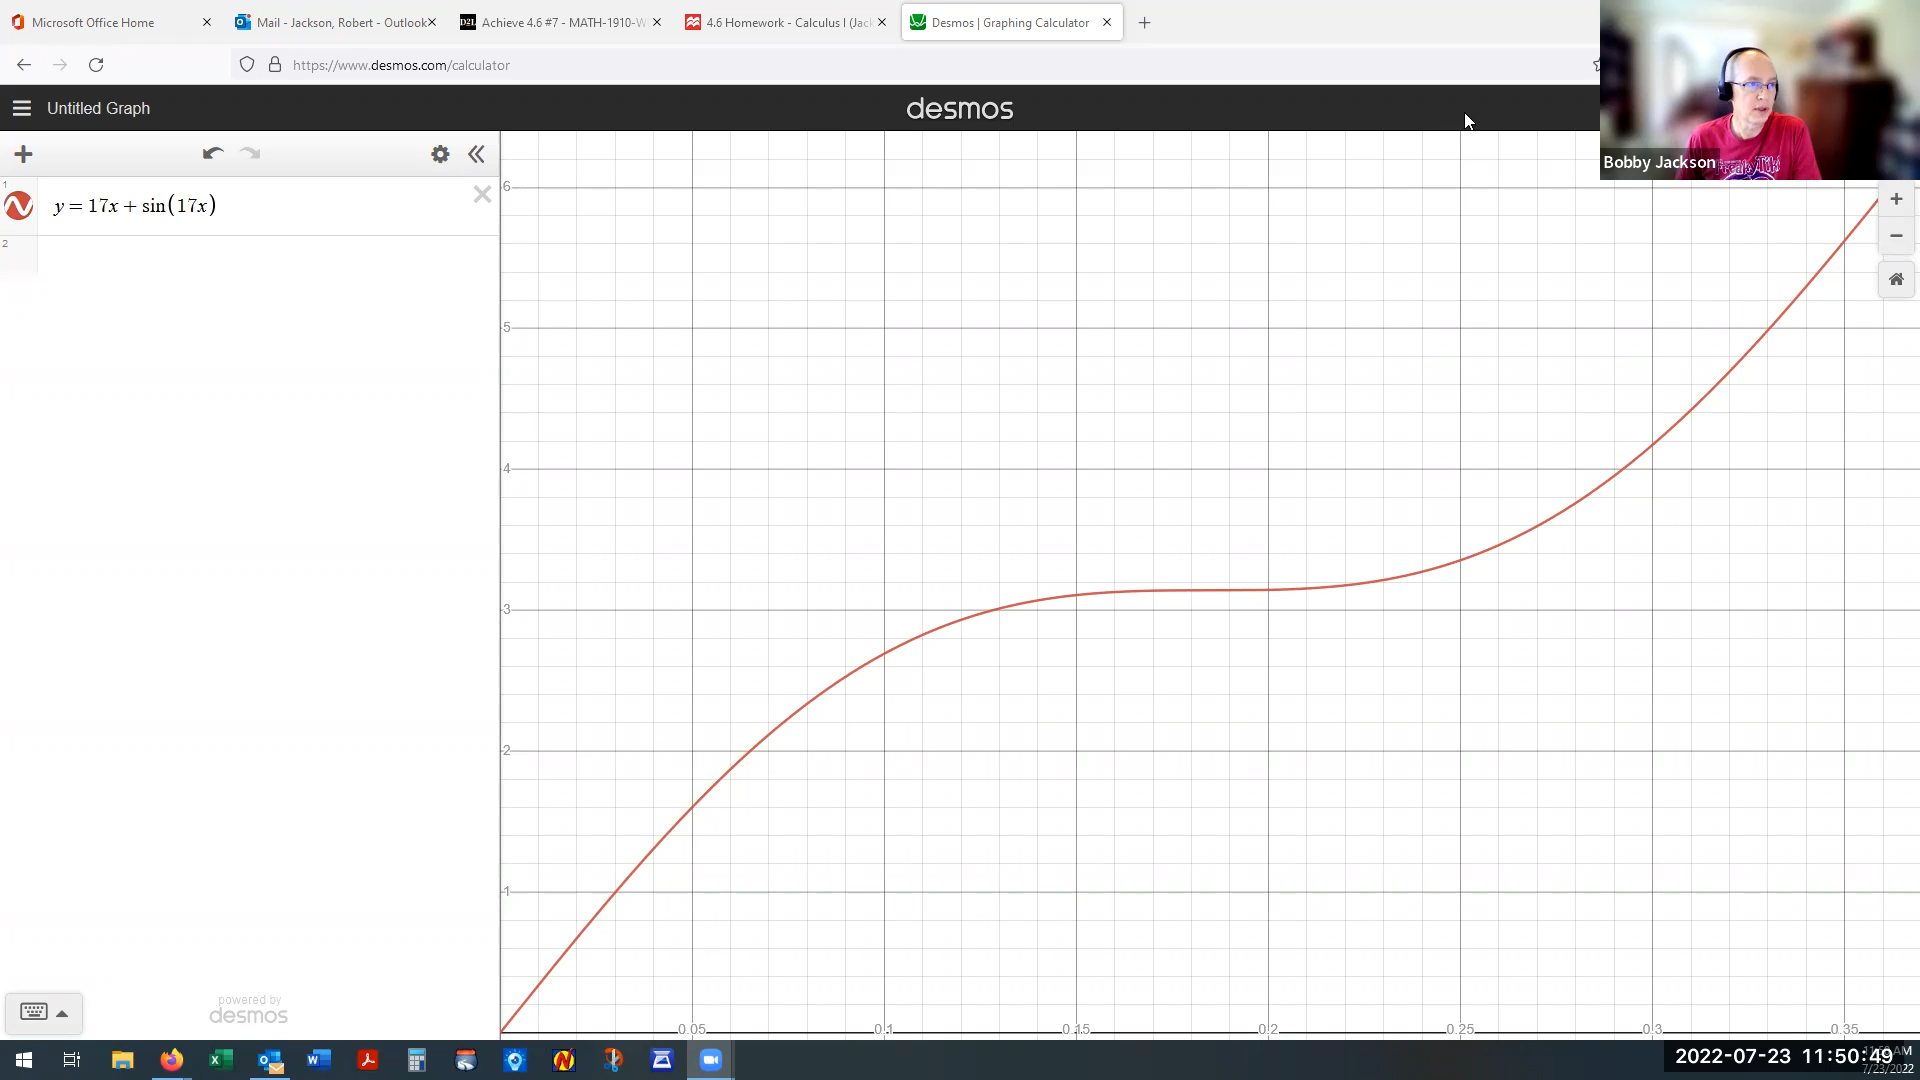 Microsoft Office Home
Mail - Jackson, Robert - Outlook
D2L Achieve 4.6 #7 - MATH-1910-W
4.6 Homework - Calculus I (Jack
Desmos | Graphing Calculator
https://www.desmos.com/calculator
Untitled Graph
desmos
Bobby Jackson
1
y = 17x + sin(17x)
2
6
5
4
3
2
1
0.05
0.1
0.15
0.2
0.25
0.3
0.35
powered by
desmos
2022-07-23 11:50:49
7/23/2022